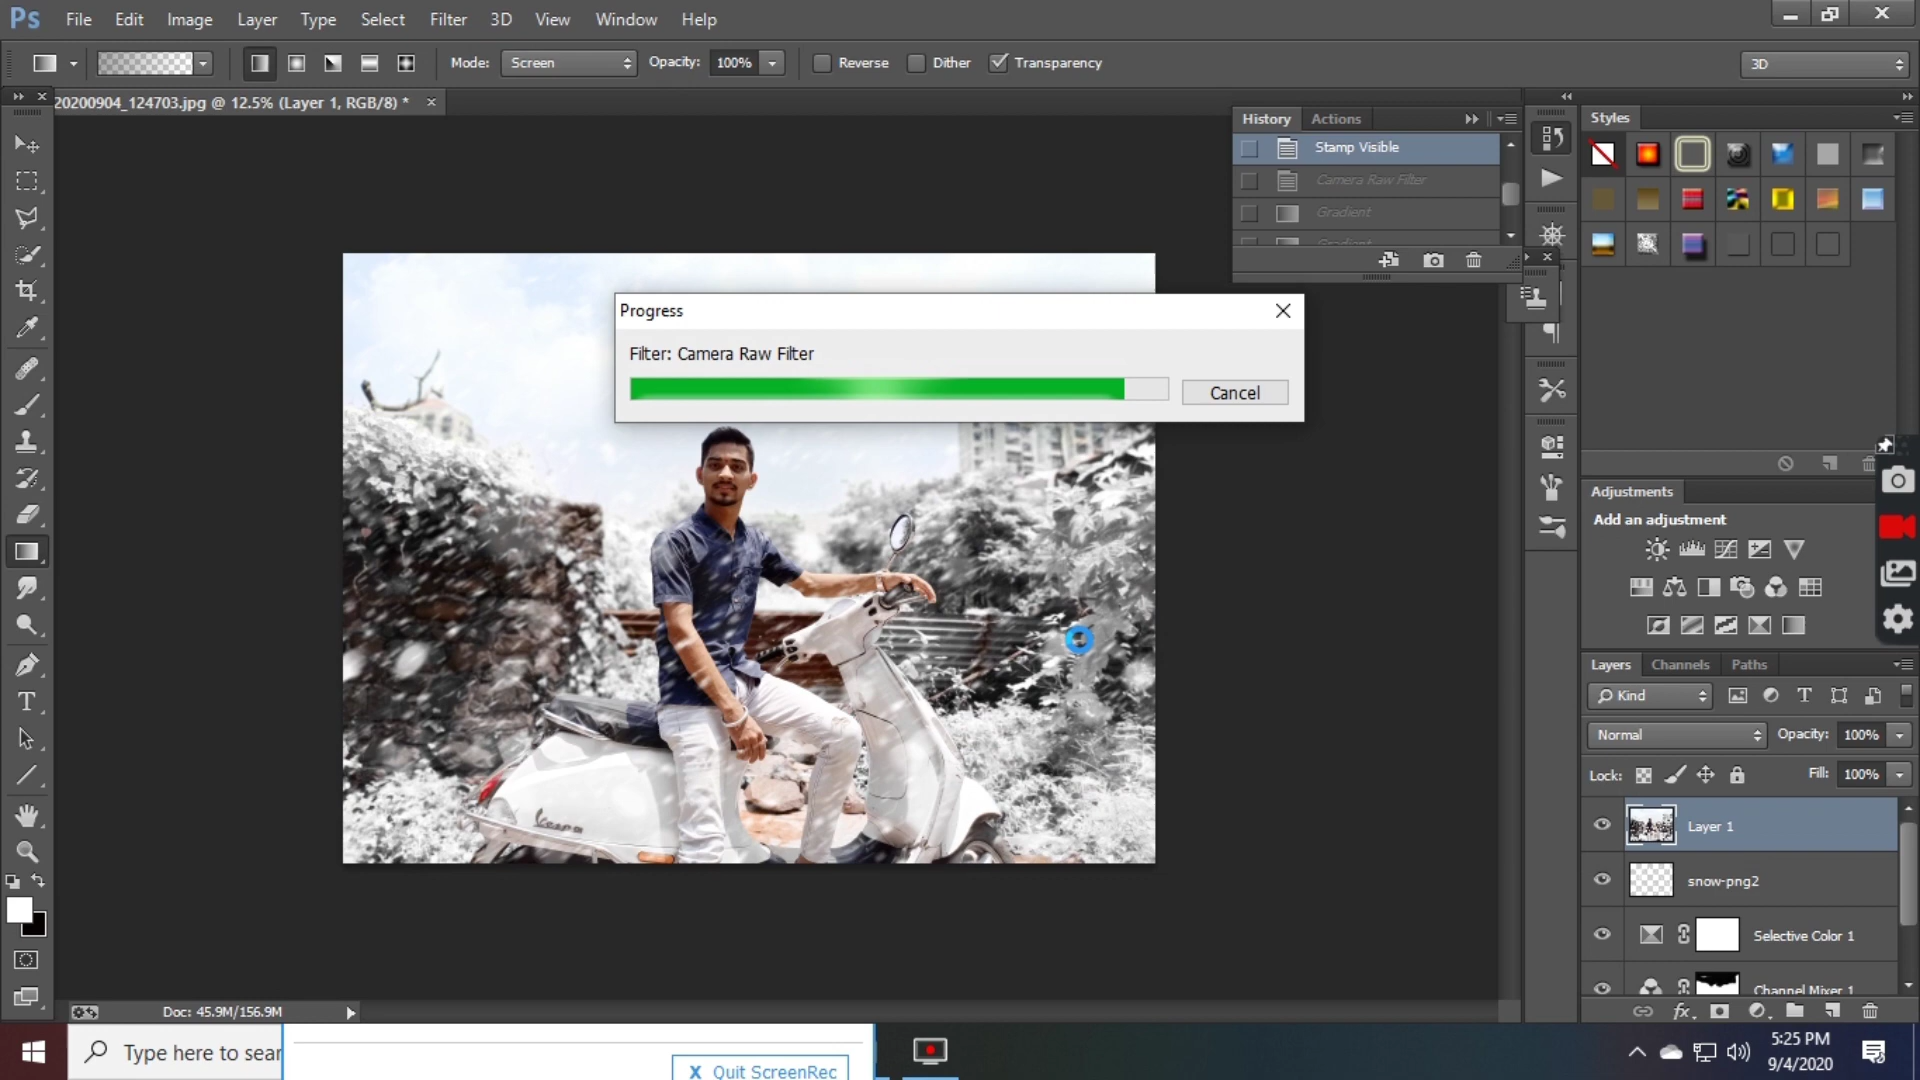 Ps File Edit Image Layer Type Select Filter 3D View Window Help
Mode: Screen Opacity: 100% Reverse Dither Transparency 3D
20200904_124703.jpg @ 12.5% (Layer 1, RGB/8) *
History Actions
Stamp Visible
Camera Raw Filter
Gradient
Gradient
Styles
Progress
Filter: Camera Raw Filter
Cancel
Vespa
Adjustments
Add an adjustment
Layers Channels Paths
Kind
Normal Opacity: 100%
Lock: Fill: 100%
Layer 1
snow-png2
Selective Color 1
Channel Mixer 1
Doc: 45.9M/156.9M
Type here to sear
X Quit ScreenRec
5:25 PM
9/4/2020